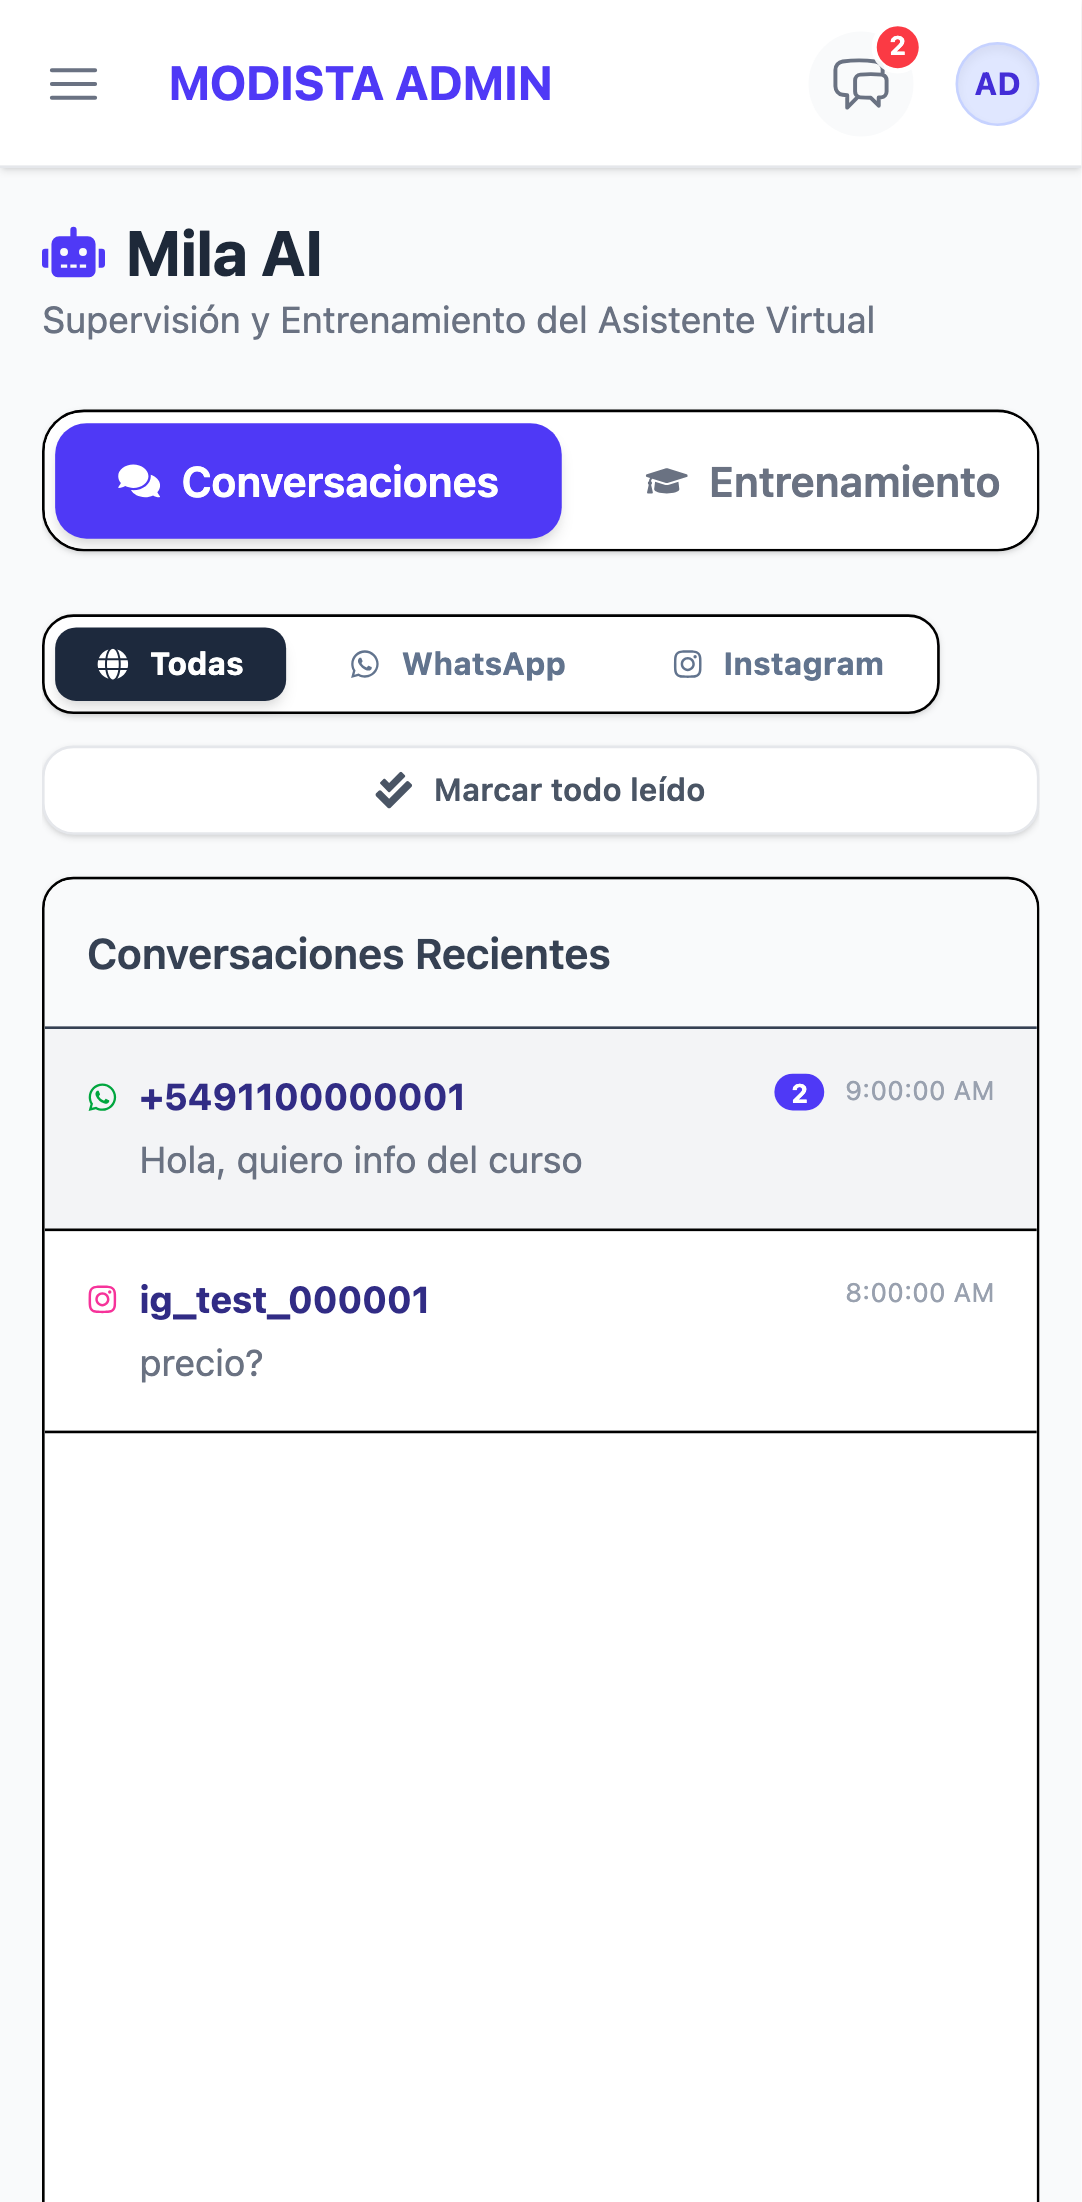 MODISTA ADMIN
2
AD
Mila AI
Supervisión y Entrenamiento del Asistente Virtual
Conversaciones
Entrenamiento
Todas
WhatsApp
Instagram
Marcar todo leído
Conversaciones Recientes
+5491100000001
2
9:00:00 AM
Hola, quiero info del curso
ig_test_000001
8:00:00 AM
precio?